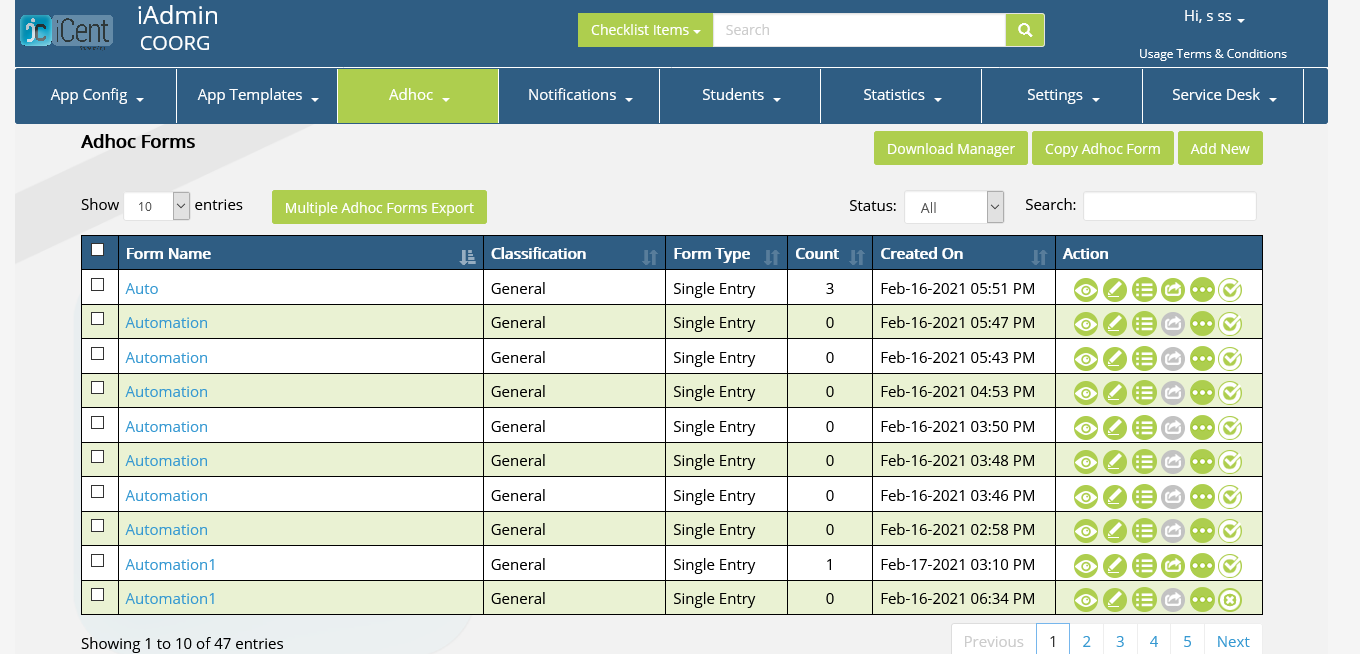 iCent
iAdmin
COORG
Checklist Items
Search
Hi, s ss
Usage Terms & Conditions
App Config
App Templates
Adhoc
Notifications
Students
Statistics
Settings
Service Desk
Adhoc Forms
Download Manager
Copy Adhoc Form
Add New
Show 10 entries
Multiple Adhoc Forms Export
Status: All
Search:
Form Name Classification Form Type Count Created On Action
Auto General Single Entry 3 Feb-16-2021 05:51 PM
Automation General Single Entry 0 Feb-16-2021 05:47 PM
Automation General Single Entry 0 Feb-16-2021 05:43 PM
Automation General Single Entry 0 Feb-16-2021 04:53 PM
Automation General Single Entry 0 Feb-16-2021 03:50 PM
Automation General Single Entry 0 Feb-16-2021 03:48 PM
Automation General Single Entry 0 Feb-16-2021 03:46 PM
Automation General Single Entry 0 Feb-16-2021 02:58 PM
Automation1 General Single Entry 1 Feb-17-2021 03:10 PM
Automation1 General Single Entry 0 Feb-16-2021 06:34 PM
Showing 1 to 10 of 47 entries
Previous 1 2 3 4 5 Next